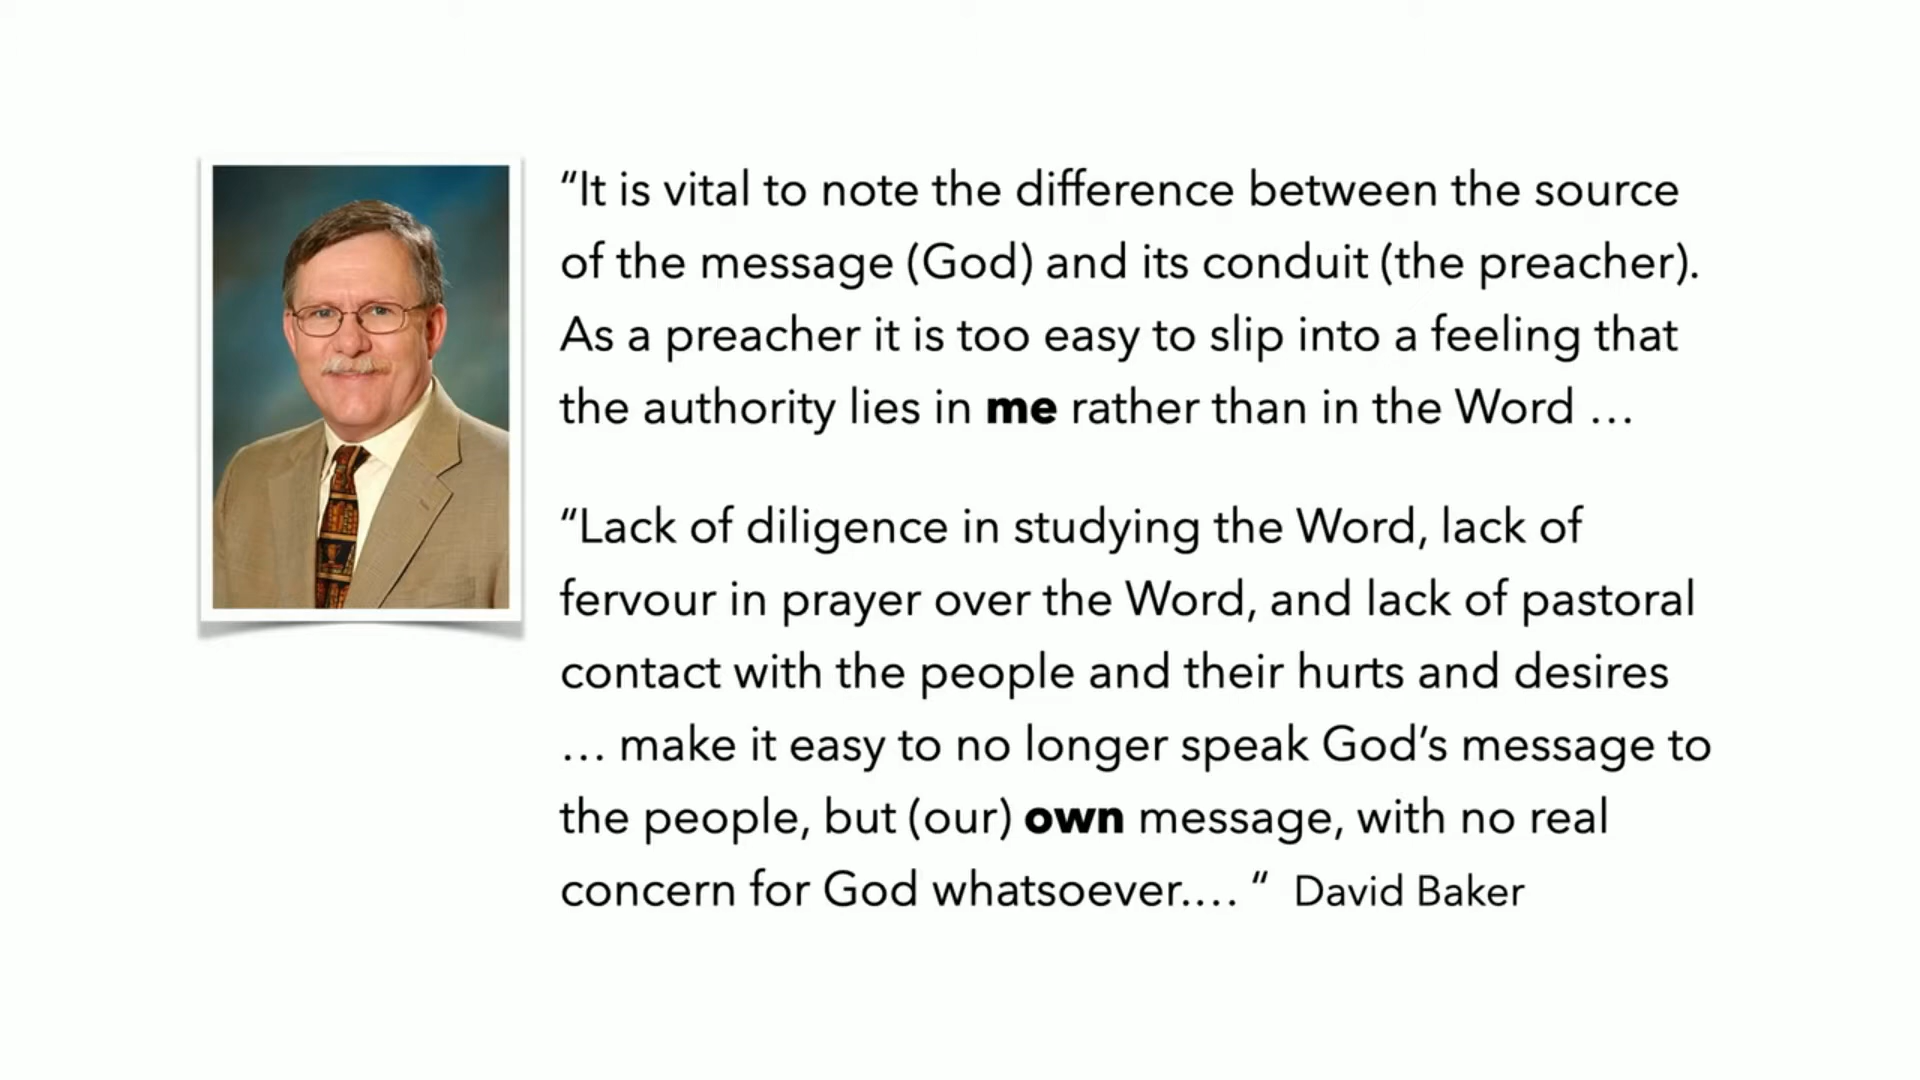 “It is vital to note the difference between the source
of the message (God) and its conduit (the preacher).
As a preacher it is too easy to slip into a feeling that
the authority lies in me rather than in the Word …
“Lack of diligence in studying the Word, lack of
fervour in prayer over the Word, and lack of pastoral
contact with the people and their hurts and desires
… make it easy to no longer speak God’s message to
the people, but (our) own message, with no real
concern for God whatsoever.… “ David Baker